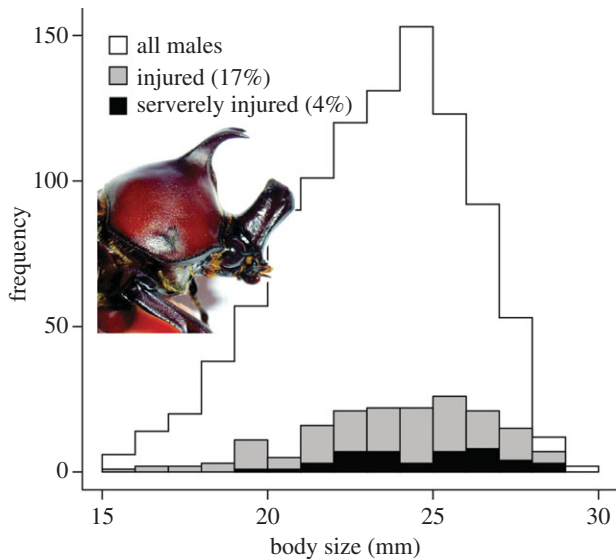 150
100
50
0
frequency
all males
injured (17%)
serverely injured (4%)
15
20
25
30
body size (mm)